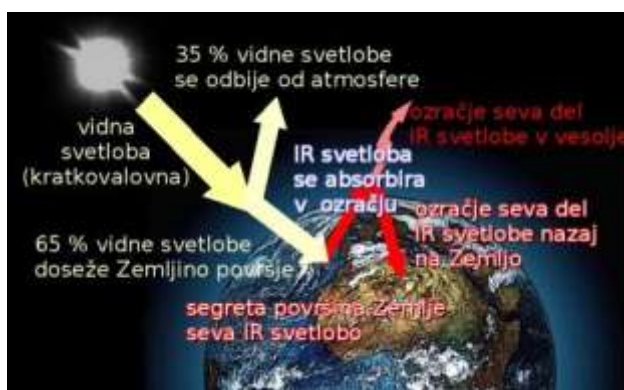 35 % vidne svetlobe
se odbije od atmosfere
vidna
svetloba
(kratkovalovna)
ozračje seva del
IR svetlobe v vesolje
IR svetloba
se absorbira
v ozračju
ozračje seva del
IR svetlobe nazaj
na Zemljo
65 % vidne svetlobe
doseže Zemljino površje
segreta površina Zemlje
seva IR svetlobo